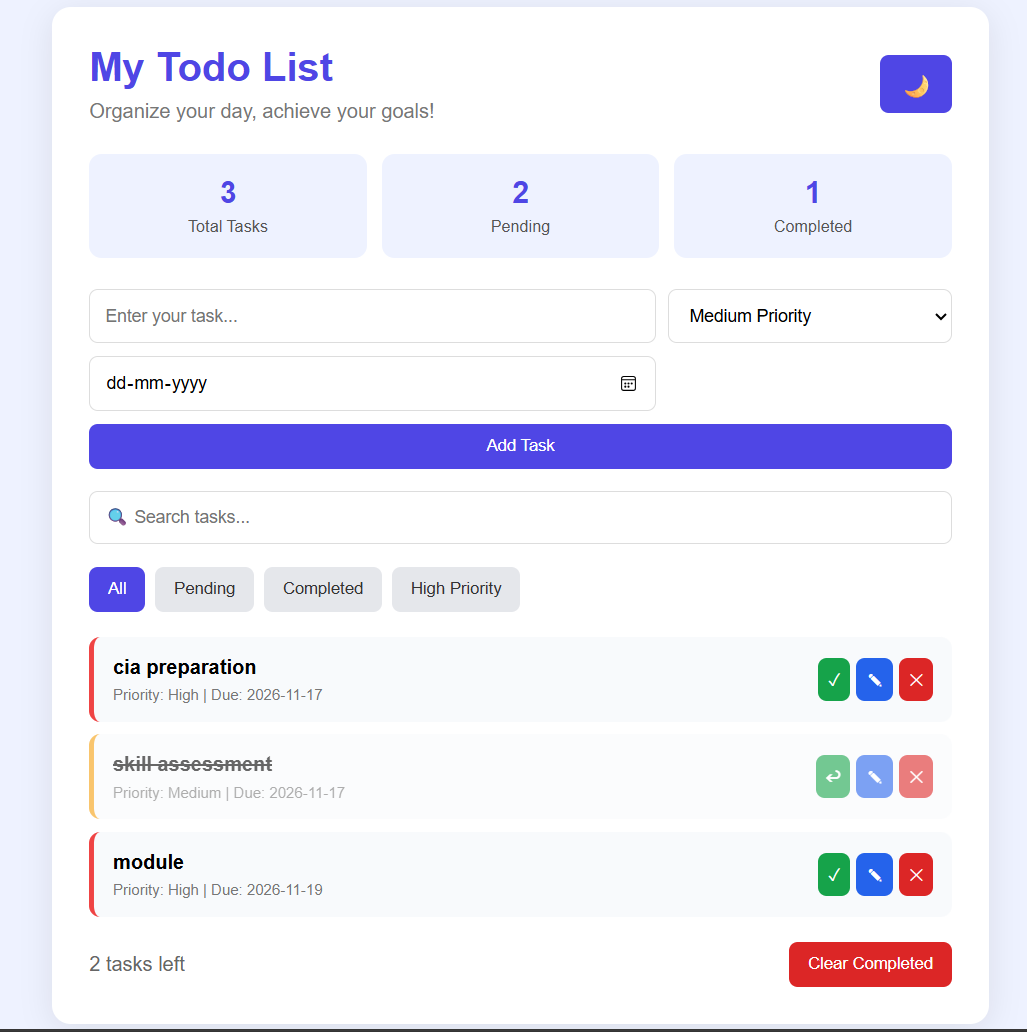 My Todo List
Organize your day, achieve your goals!
3
Total Tasks
2
Pending
1
Completed
Enter your task...
Medium Priority
dd-mm-yyyy
Add Task
🔍 Search tasks...
All
Pending
Completed
High Priority
cia preparation
Priority: High | Due: 2026-11-17
skill assessment
Priority: Medium | Due: 2026-11-17
module
Priority: High | Due: 2026-11-19
2 tasks left
Clear Completed